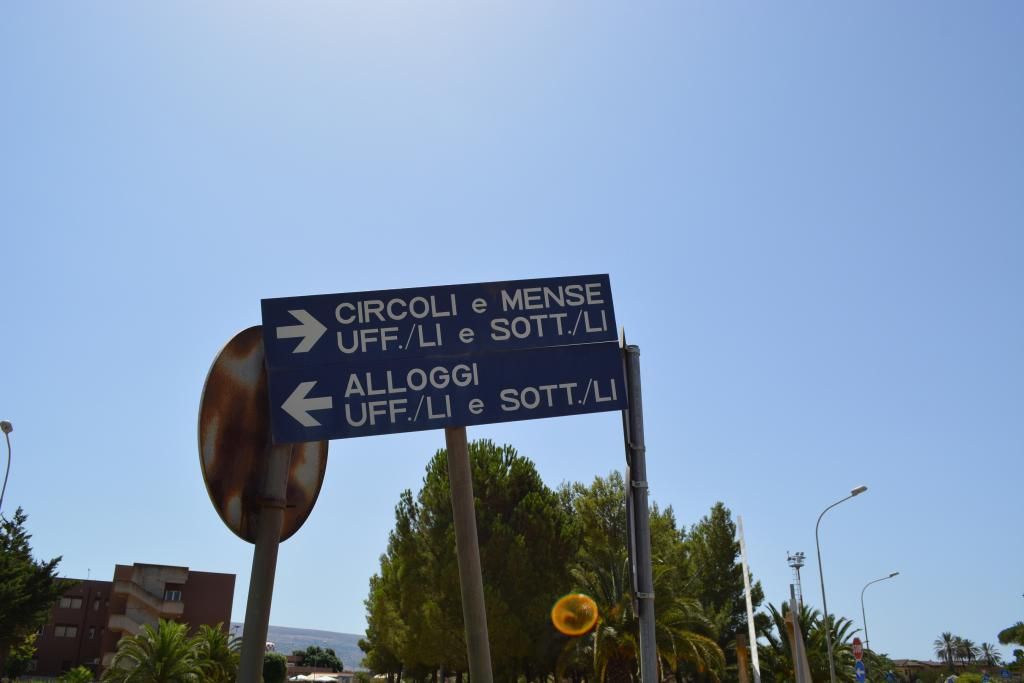 CIRCOLI e MENSE
UFF./LI e SOTT./LI
ALLOGGI
UFF./LI e SOTT./LI